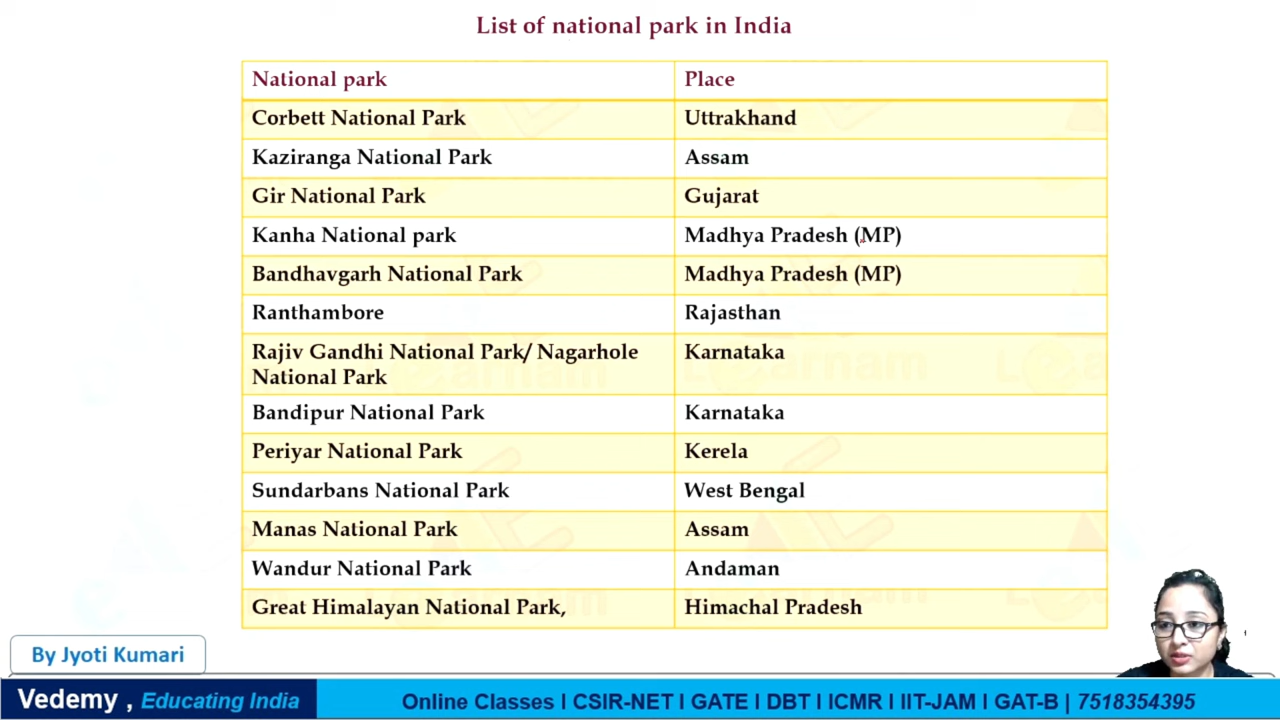 List of national park in India
National park Place
Corbett National Park Uttrakhand
Kaziranga National Park Assam
Gir National Park Gujarat
Kanha National park Madhya Pradesh (MP)
Bandhavgarh National Park Madhya Pradesh (MP)
Ranthambore Rajasthan
Rajiv Gandhi National Park/ Nagarhole Karnataka
National Park
Bandipur National Park Karnataka
Periyar National Park Kerela
Sundarbans National Park West Bengal
Manas National Park Assam
Wandur National Park Andaman
Great Himalayan National Park, Himachal Pradesh
By Jyoti Kumari
Vedemy , Educating India Online Classes I CSIR-NET I GATE I DBT I ICMR I IIT-JAM I GAT-B | 7518354395